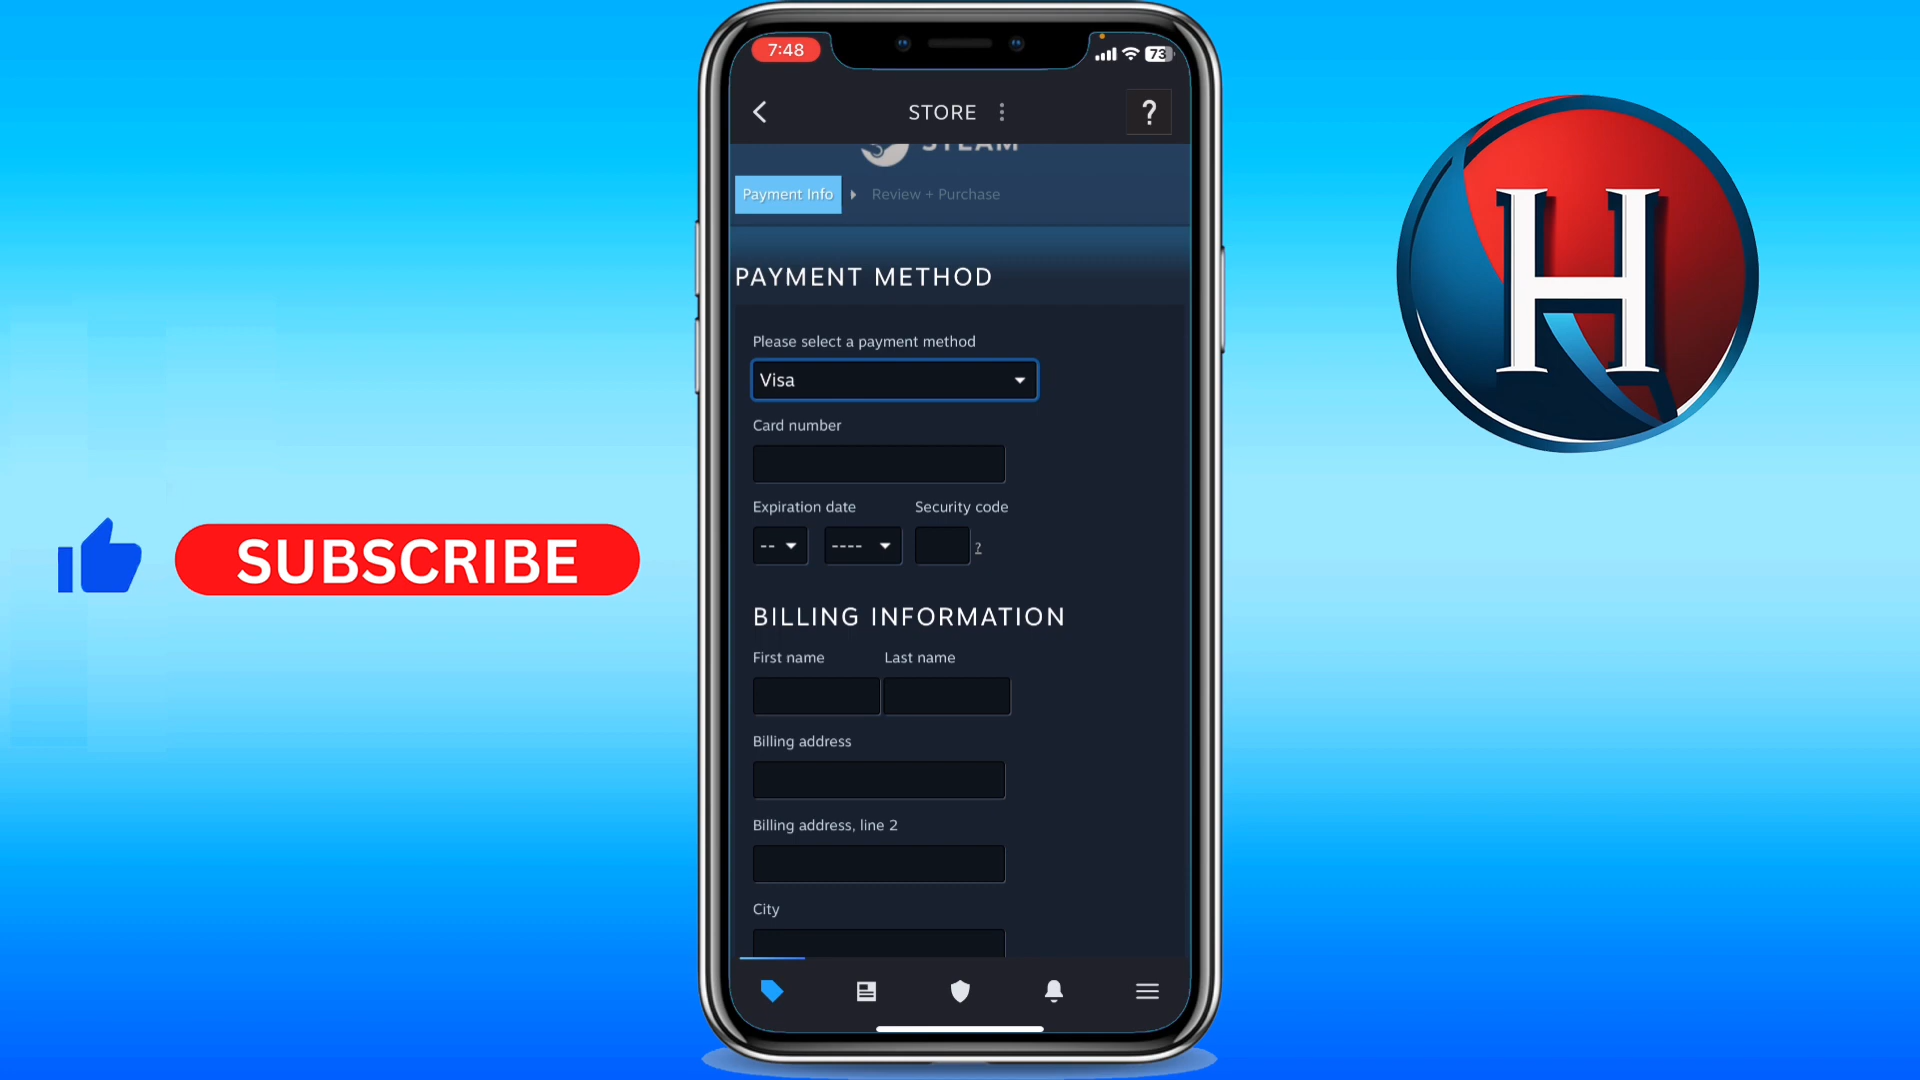 7:48
73
STORE
?
STEAM
Payment Info
Review + Purchase
PAYMENT METHOD
Please select a payment method
Visa
Card number
Expiration date
Security code
--
----
?
BILLING INFORMATION
First name
Last name
Billing address
Billing address, line 2
City
SUBSCRIBE
H